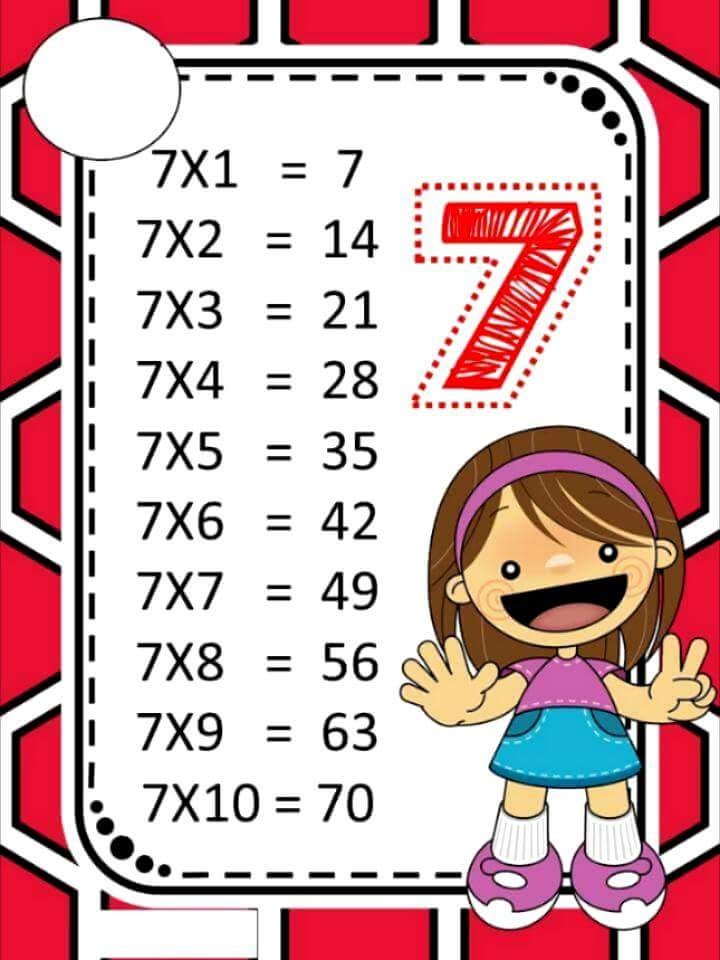 7X1 = 7
7X2 = 14
7X3 = 21
7X4 = 28
7X5 = 35
7X6 = 42
7X7 = 49
7X8 = 56
7X9 = 63
7X10 = 70
7